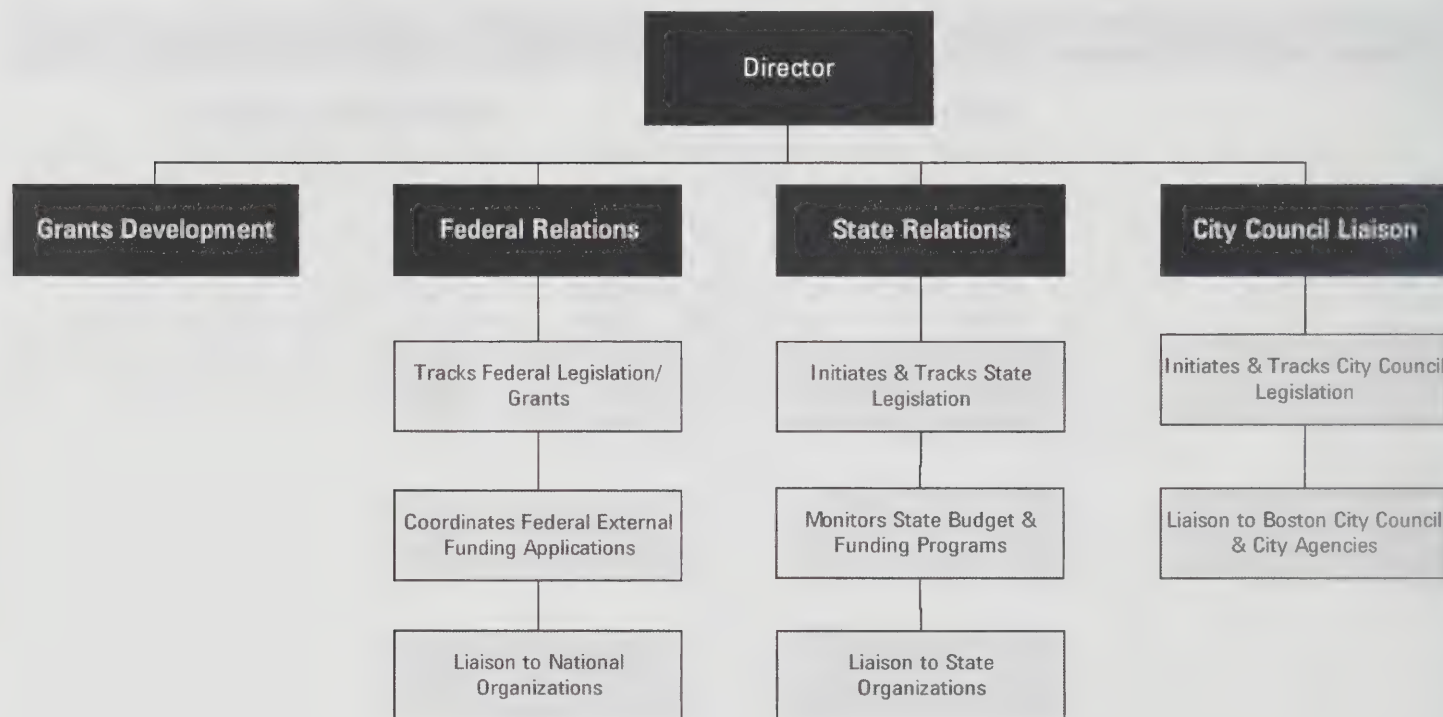 Director
Grants Development
Federal Relations
State Relations
City Council Liaison
Tracks Federal Legislation/
Grants
Initiates & Tracks State
Legislation
Initiates & Tracks City Council
Legislation
Coordinates Federal External
Funding Applications
Monitors State Budget &
Funding Programs
Liaison to Boston City Council
& City Agencies
Liaison to National
Organizations
Liaison to State
Organizations